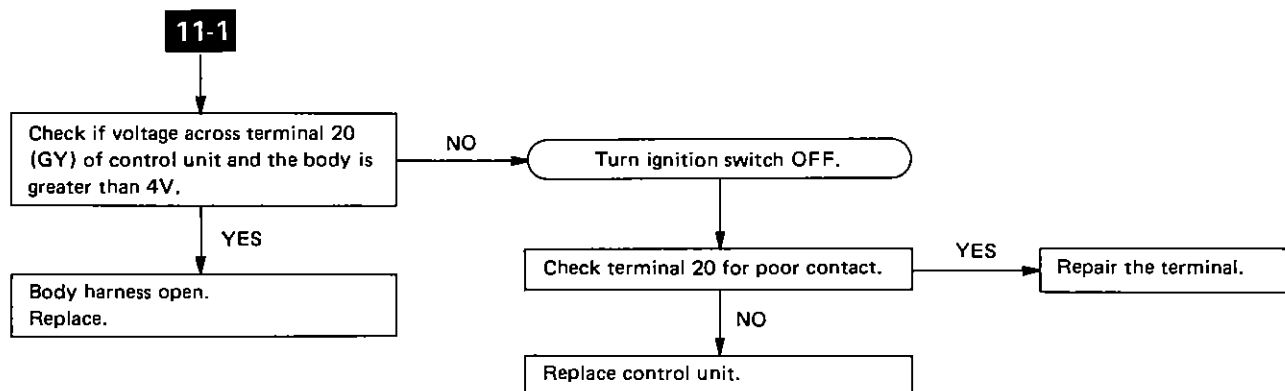 11-1
Check if voltage across terminal 20
(GY) of control unit and the body is
greater than 4V.
NO
Turn ignition switch OFF.
YES
Body harness open.
Replace.
Check terminal 20 for poor contact.
YES
Repair the terminal.
NO
Replace control unit.